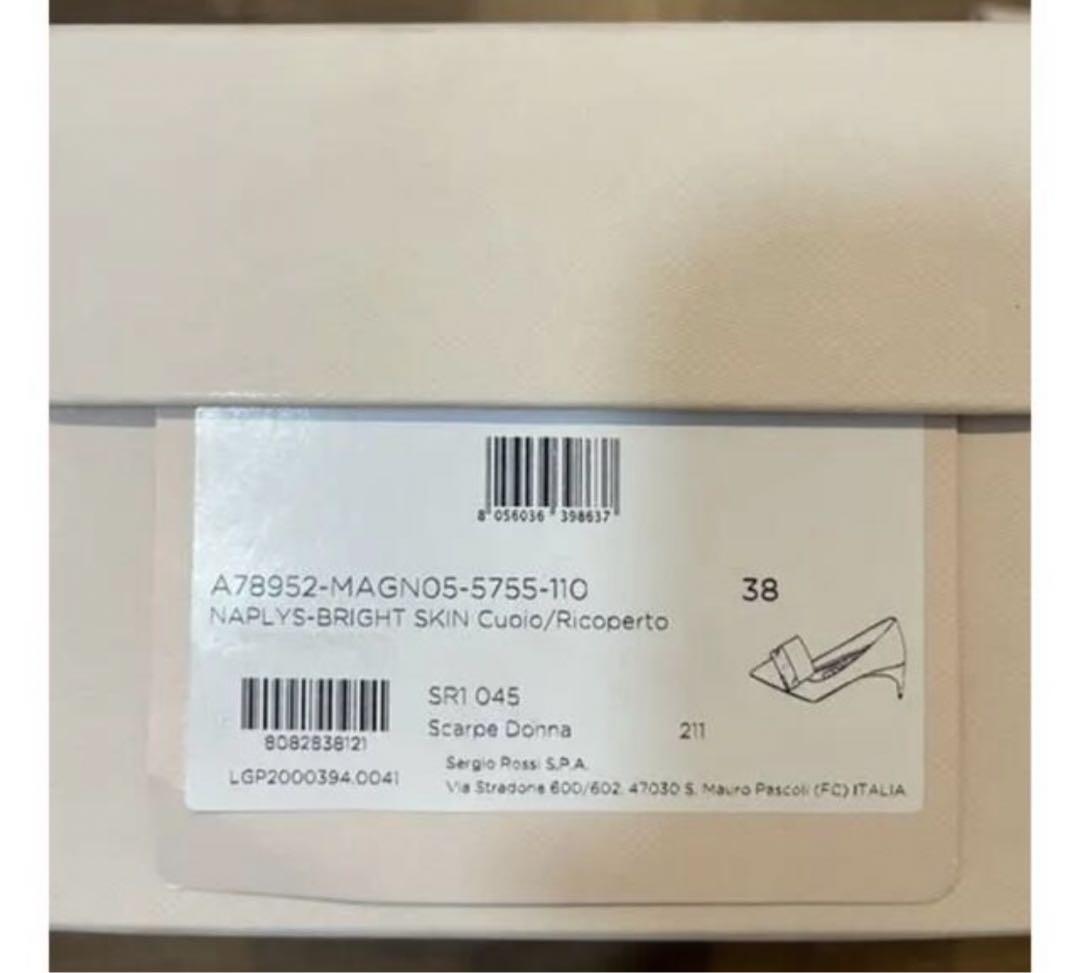 8 056036 398637
A78952-MAGN05-5755-110
38
NAPLYS-BRIGHT SKIN Cuoio/Ricoperto
SR1 045
8082838121
Scarpe Donna
211
LGP2000394.0041
Sergio Rossi S.P.A.
Via Stradone 600/602, 47030 S. Mauro Pascoli (FC) ITALIA